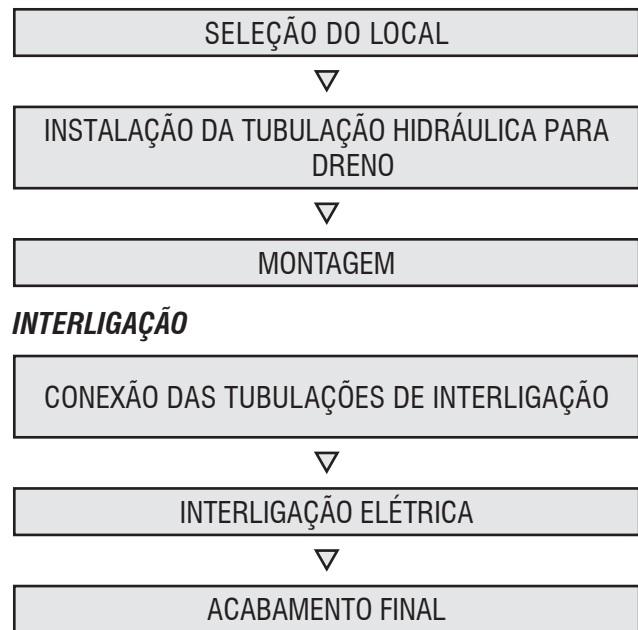 SELEÇÃO DO LOCAL
INSTALAÇÃO DA TUBULAÇÃO HIDRÁULICA PARA
DRENO
MONTAGEM
INTERLIGAÇÃO
CONEXÃO DAS TUBULAÇÕES DE INTERLIGAÇÃO
INTERLIGAÇÃO ELÉTRICA
ACABAMENTO FINAL